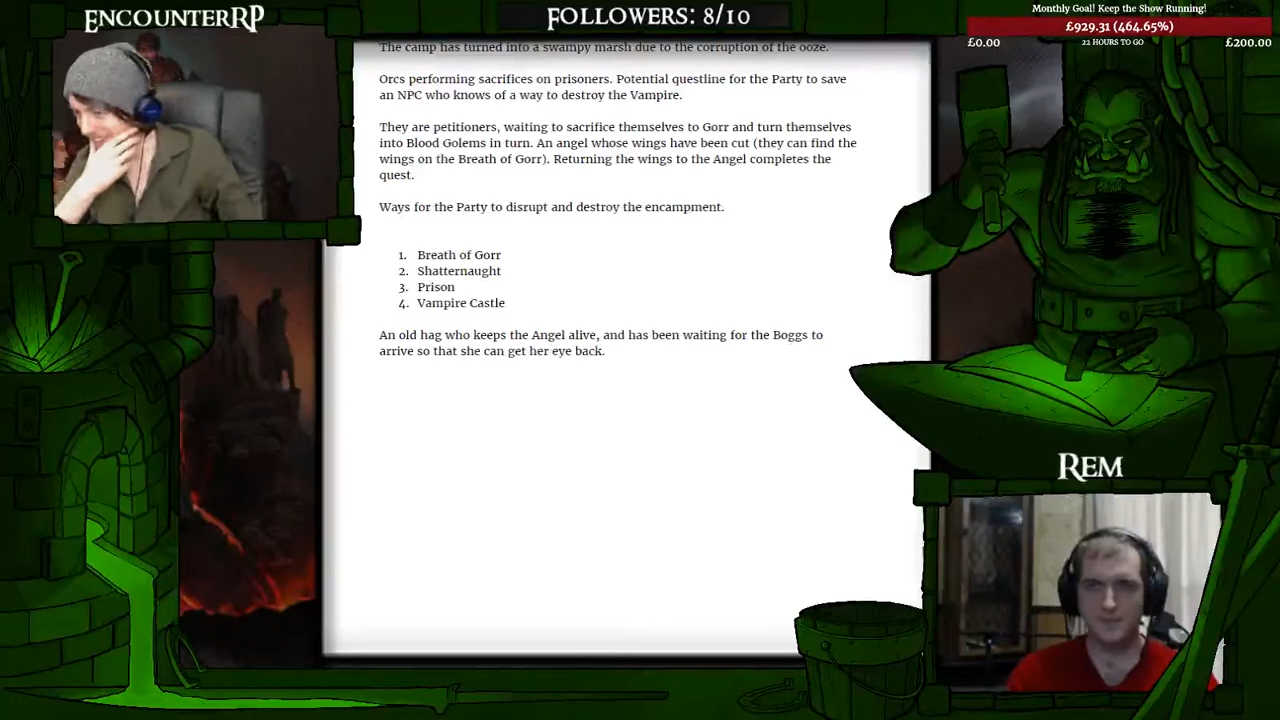 EncounterRP
Followers: 8/10
Monthly Goal! Keep the Show Running!
£929.31 (464.65%)
£0.00
22 HOURS TO GO
£200.00
The camp has turned into a swampy marsh due to the corruption of the ooze.
Orcs performing sacrifices on prisoners. Potential questline for the Party to save
an NPC who knows of a way to destroy the Vampire.
They are petitioners, waiting to sacrifice themselves to Gorr and turn themselves
into Blood Golems in turn. An angel whose wings have been cut (they can find the
wings on the Breath of Gorr). Returning the wings to the Angel completes the
quest.
Ways for the Party to disrupt and destroy the encampment.
1. Breath of Gorr
2. Shatternaught
3. Prison
4. Vampire Castle
An old hag who keeps the Angel alive, and has been waiting for the Boggs to
arrive so that she can get her eye back.
Rem